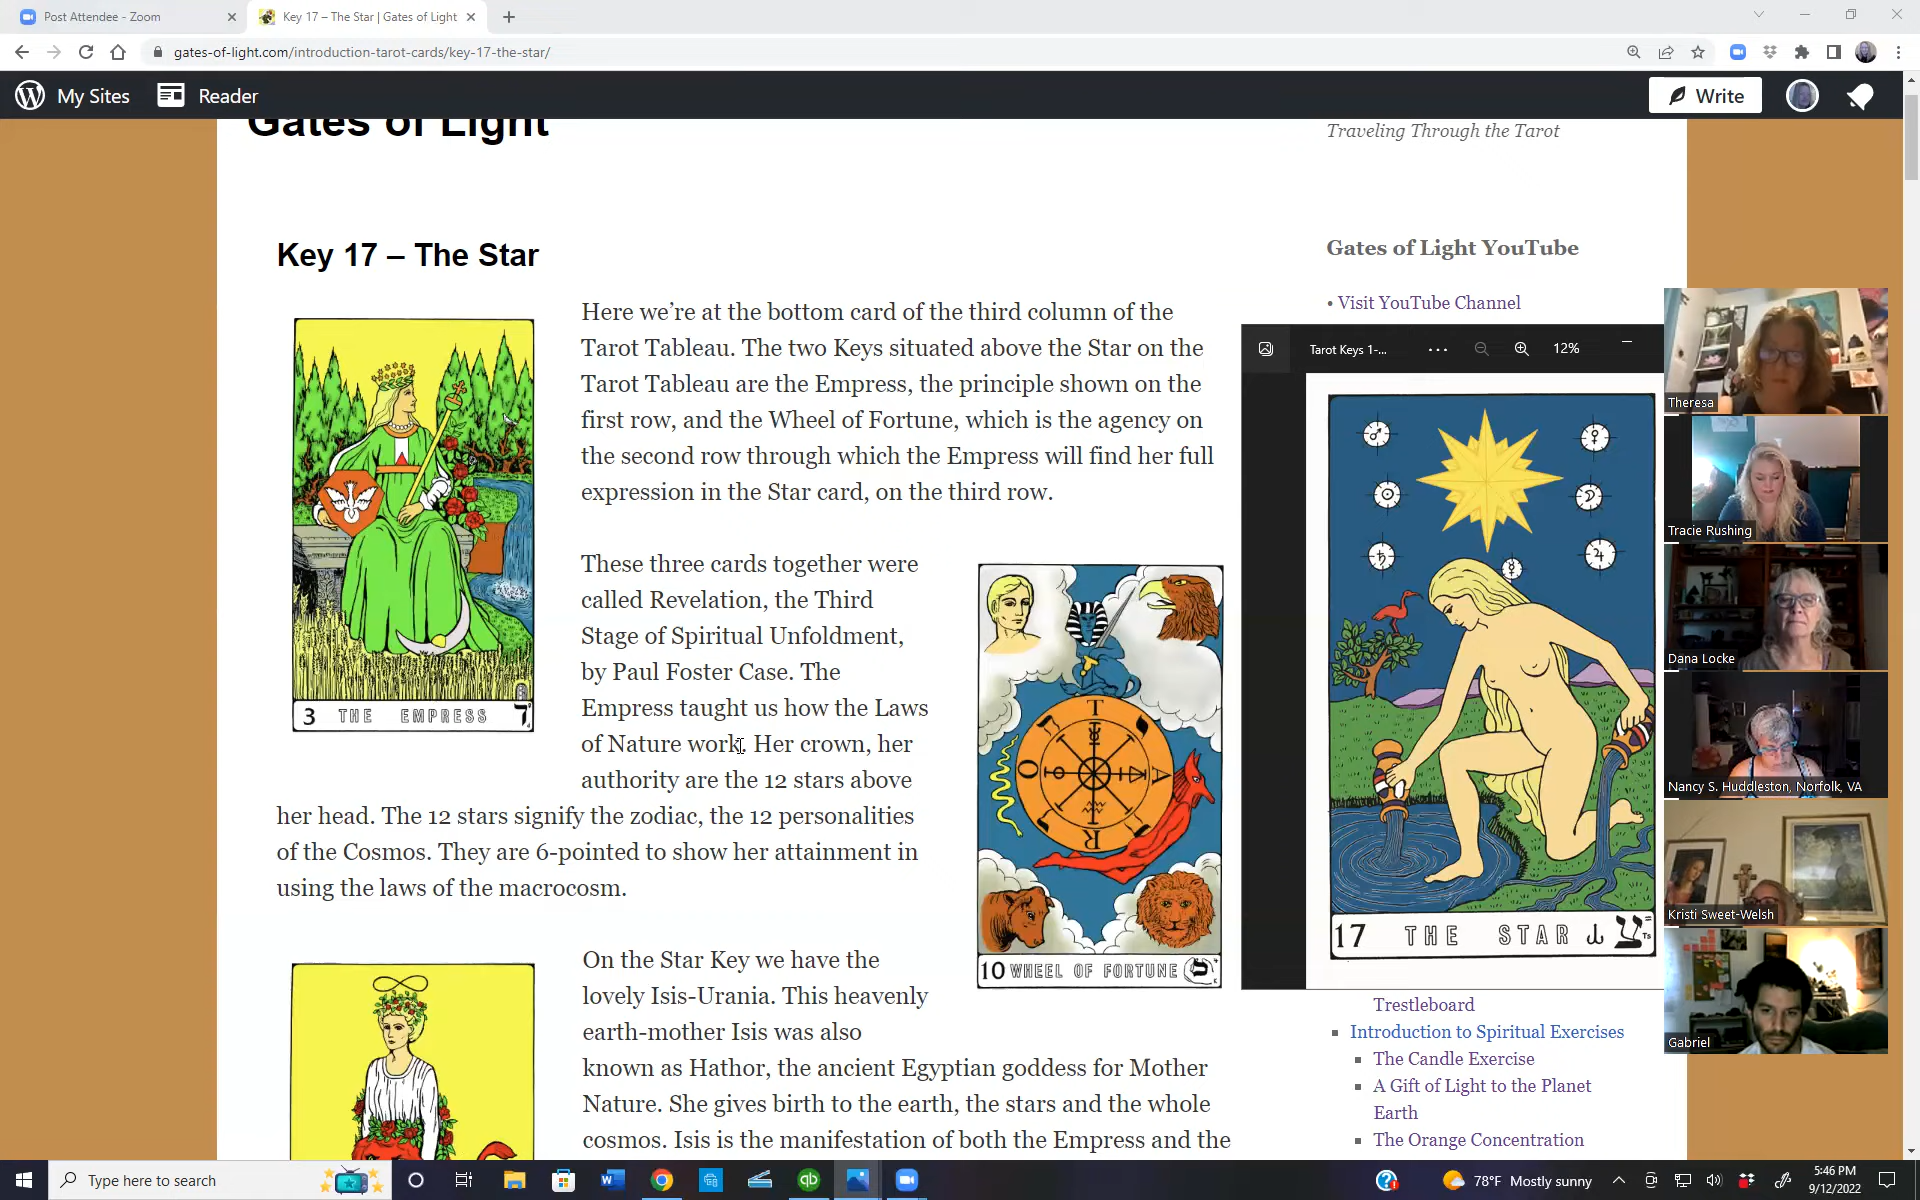 Post Attendee - Zoom
Key 17 – The Star | Gates of Light
gates-of-light.com/introduction-tarot-cards/key-17-the-star/
My Sites
Reader
Write
Gates of Light
Traveling Through the Tarot
Key 17 – The Star
Here we're at the bottom card of the third column of the
Tarot Tableau. The two Keys situated above the Star on the
Tarot Tableau are the Empress, the principle shown on the
first row, and the Wheel of Fortune, which is the agency on
the second row through which the Empress will find her full
expression in the Star card, on the third row.
These three cards together were
called Revelation, the Third
Stage of Spiritual Unfoldment,
by Paul Foster Case. The
Empress taught us how the Laws
of Nature work. Her crown, her
authority are the 12 stars above
her head. The 12 stars signify the zodiac, the 12 personalities
of the Cosmos. They are 6-pointed to show her attainment in
using the laws of the macrocosm.
On the Star Key we have the
lovely Isis-Urania. This heavenly
earth-mother Isis was also
known as Hathor, the ancient Egyptian goddess for Mother
Nature. She gives birth to the earth, the stars and the whole
cosmos. Isis is the manifestation of both the Empress and the
3 THE EMPRESS ד
T
A
R
O
10 WHEEL OF FORTUNE כ
Gates of Light YouTube
• Visit YouTube Channel
Tarot Keys 1-...
12%
17 THE STAR צ
Ts
Trestleboard
Introduction to Spiritual Exercises
The Candle Exercise
A Gift of Light to the Planet
Earth
The Orange Concentration
Theresa
Tracie Rushing
Dana Locke
Nancy S. Huddleston, Norfolk, VA
Kristi Sweet-Welsh
Gabriel
Type here to search
78°F Mostly sunny
5:46 PM
9/12/2022